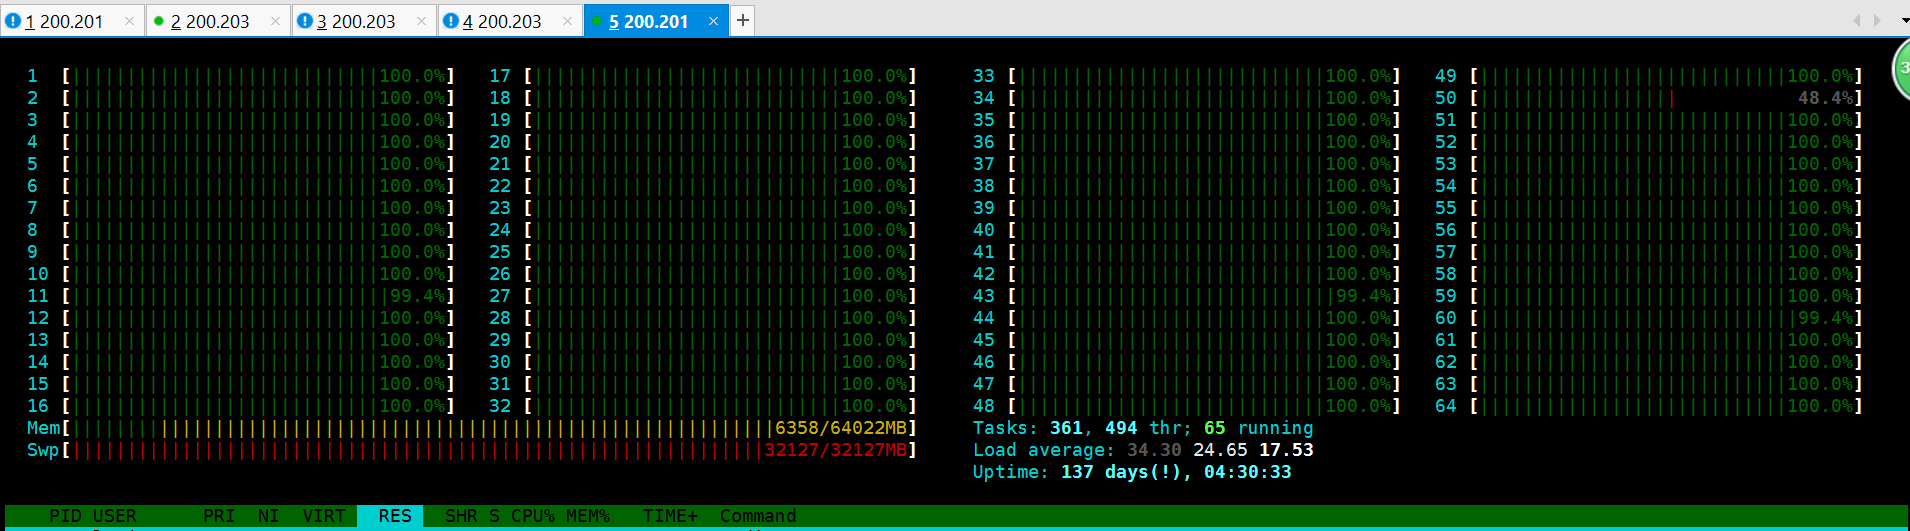 1 200.201 2 200.203 3 200.203 4 200.203 5 200.201
1 [100.0%] 17 [100.0%] 33 [100.0%] 49 [100.0%]
2 [100.0%] 18 [100.0%] 34 [100.0%] 50 [48.4%]
3 [100.0%] 19 [100.0%] 35 [100.0%] 51 [100.0%]
4 [100.0%] 20 [100.0%] 36 [100.0%] 52 [100.0%]
5 [100.0%] 21 [100.0%] 37 [100.0%] 53 [100.0%]
6 [100.0%] 22 [100.0%] 38 [100.0%] 54 [100.0%]
7 [100.0%] 23 [100.0%] 39 [100.0%] 55 [100.0%]
8 [100.0%] 24 [100.0%] 40 [100.0%] 56 [100.0%]
9 [100.0%] 25 [100.0%] 41 [100.0%] 57 [100.0%]
10 [100.0%] 26 [100.0%] 42 [100.0%] 58 [100.0%]
11 [99.4%] 27 [100.0%] 43 [99.4%] 59 [100.0%]
12 [100.0%] 28 [100.0%] 44 [100.0%] 60 [99.4%]
13 [100.0%] 29 [100.0%] 45 [100.0%] 61 [100.0%]
14 [100.0%] 30 [100.0%] 46 [100.0%] 62 [100.0%]
15 [100.0%] 31 [100.0%] 47 [100.0%] 63 [100.0%]
16 [100.0%] 32 [100.0%] 48 [100.0%] 64 [100.0%]
Mem[6358/64022MB] Tasks: 361, 494 thr; 65 running
Swp[32127/32127MB] Load average: 34.30 24.65 17.53
Uptime: 137 days(!), 04:30:33
PID USER PRI NI VIRT RES SHR S CPU% MEM% TIME+ Command